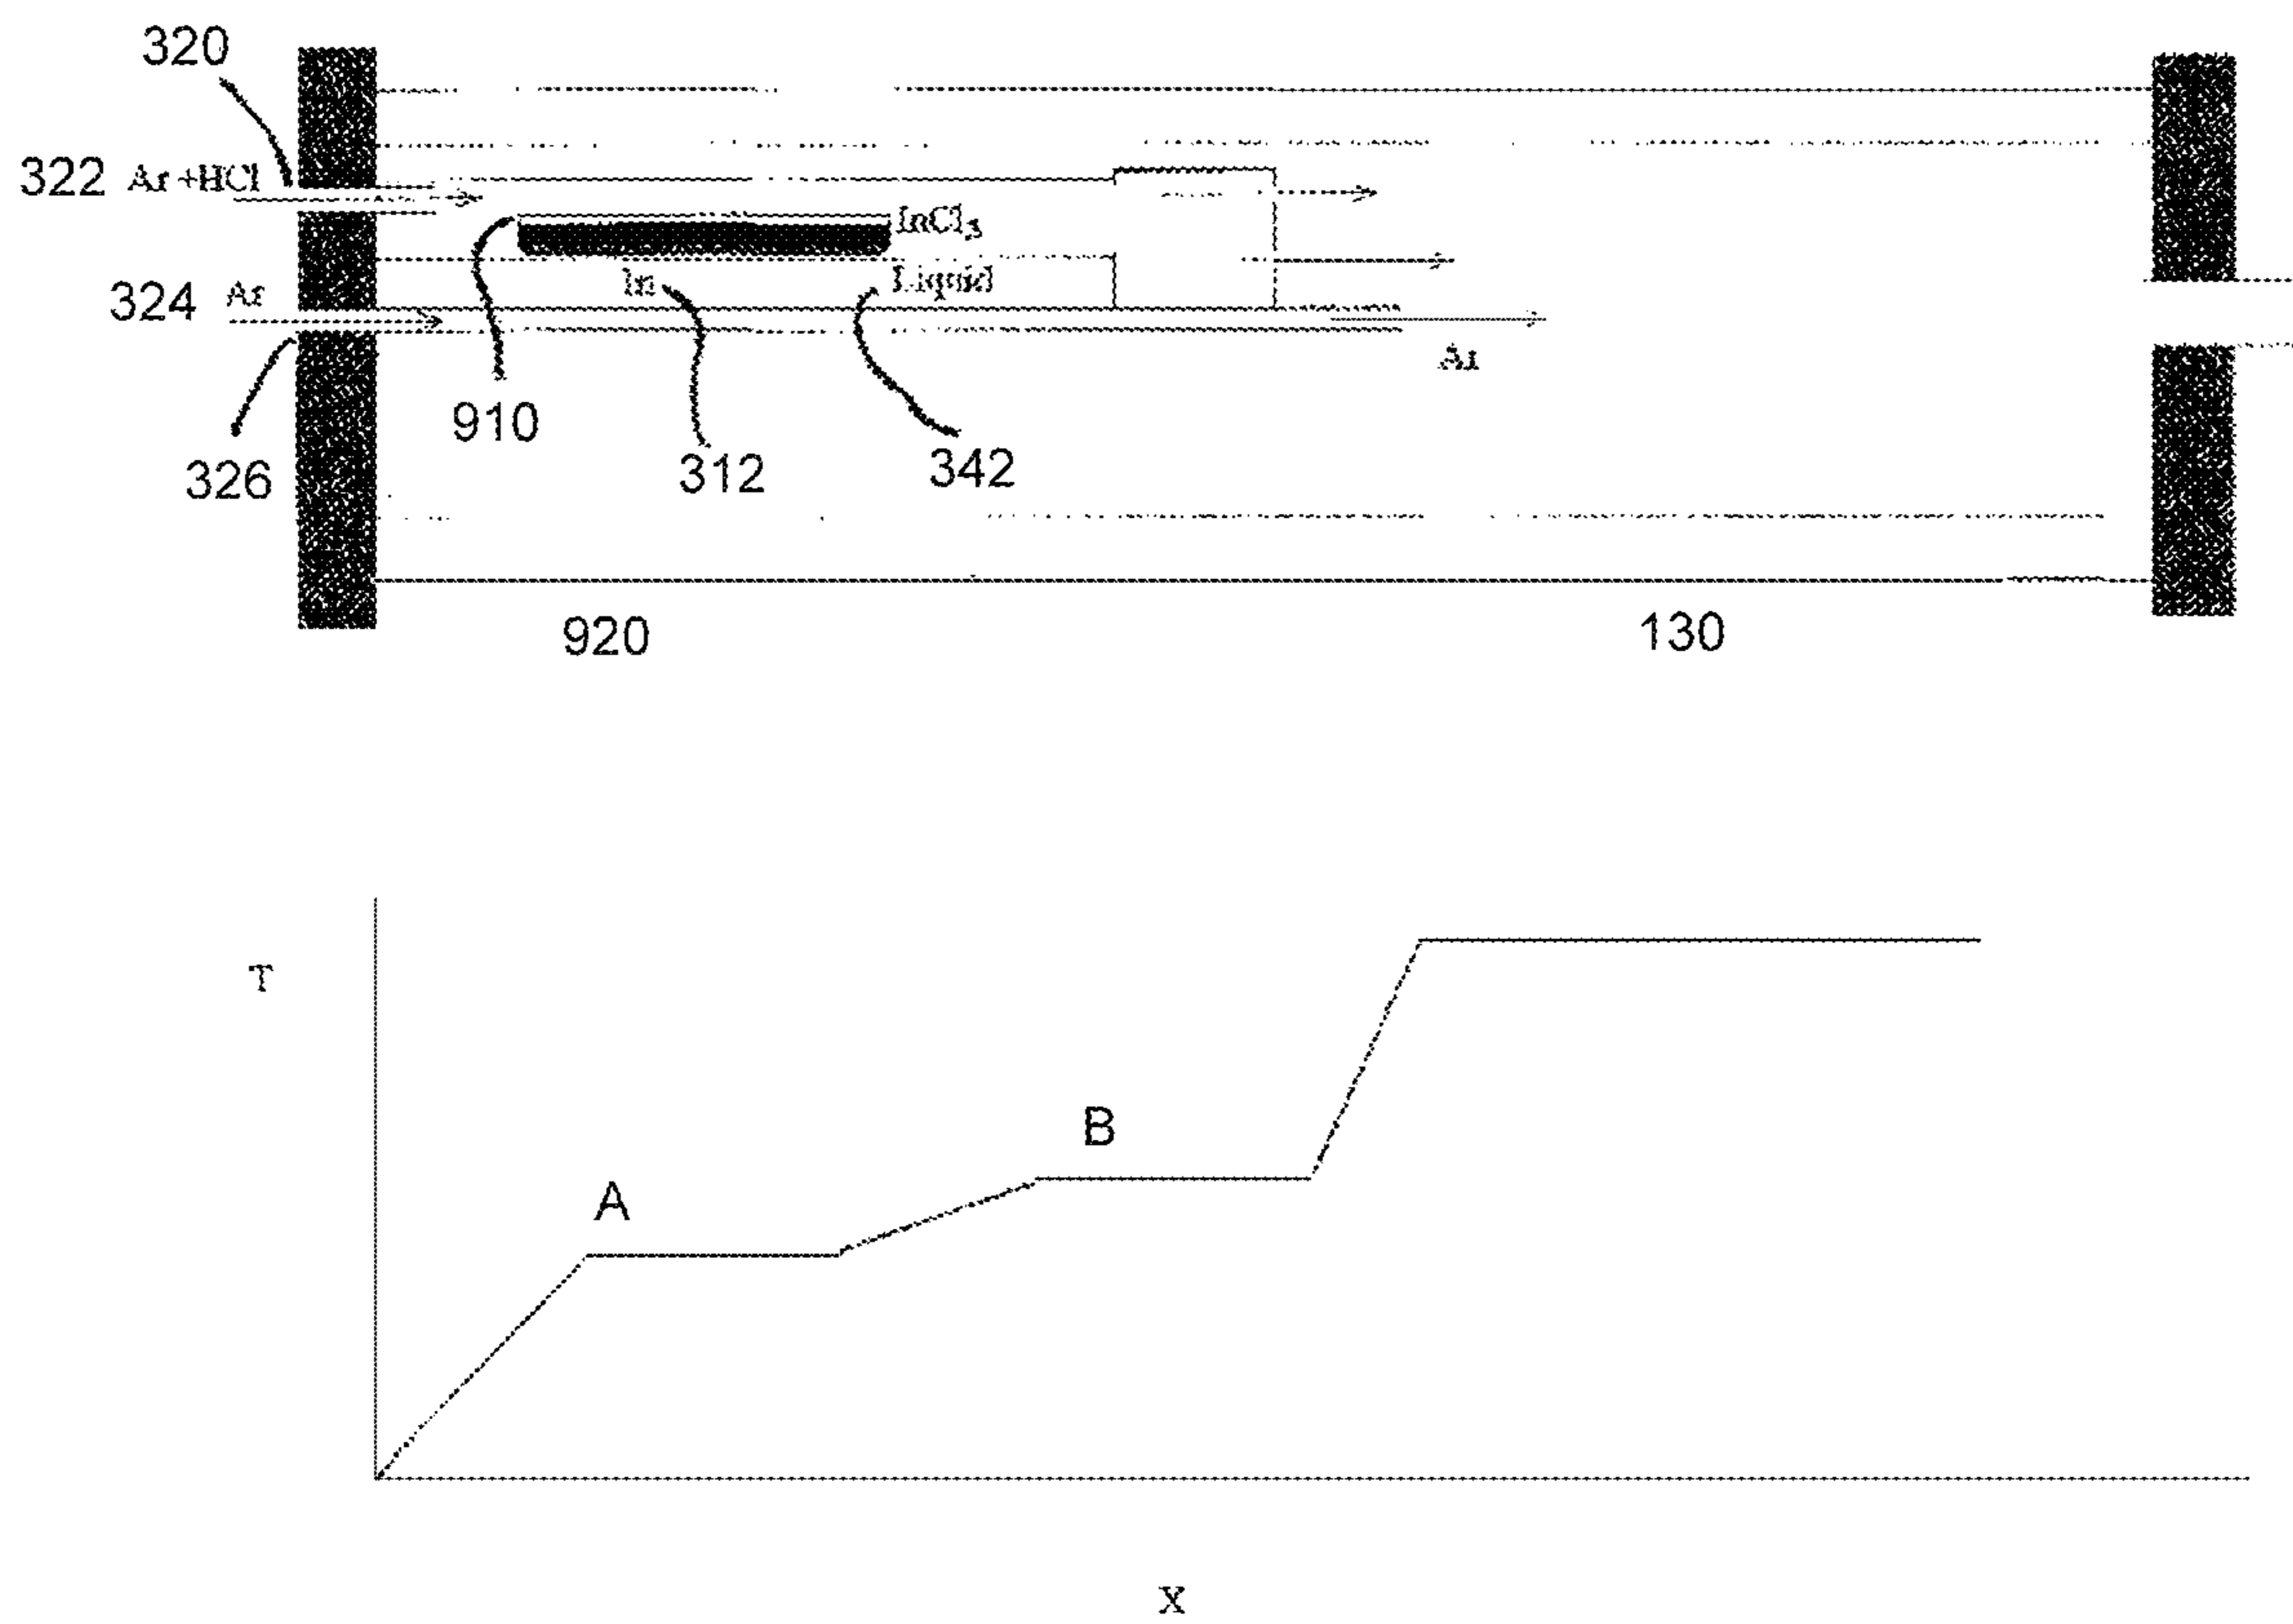 320
322 Ar +HCl
InCl3
324 Ar
In
Liquid
Ar
910
326
312
342
920
130
T
B
A
X